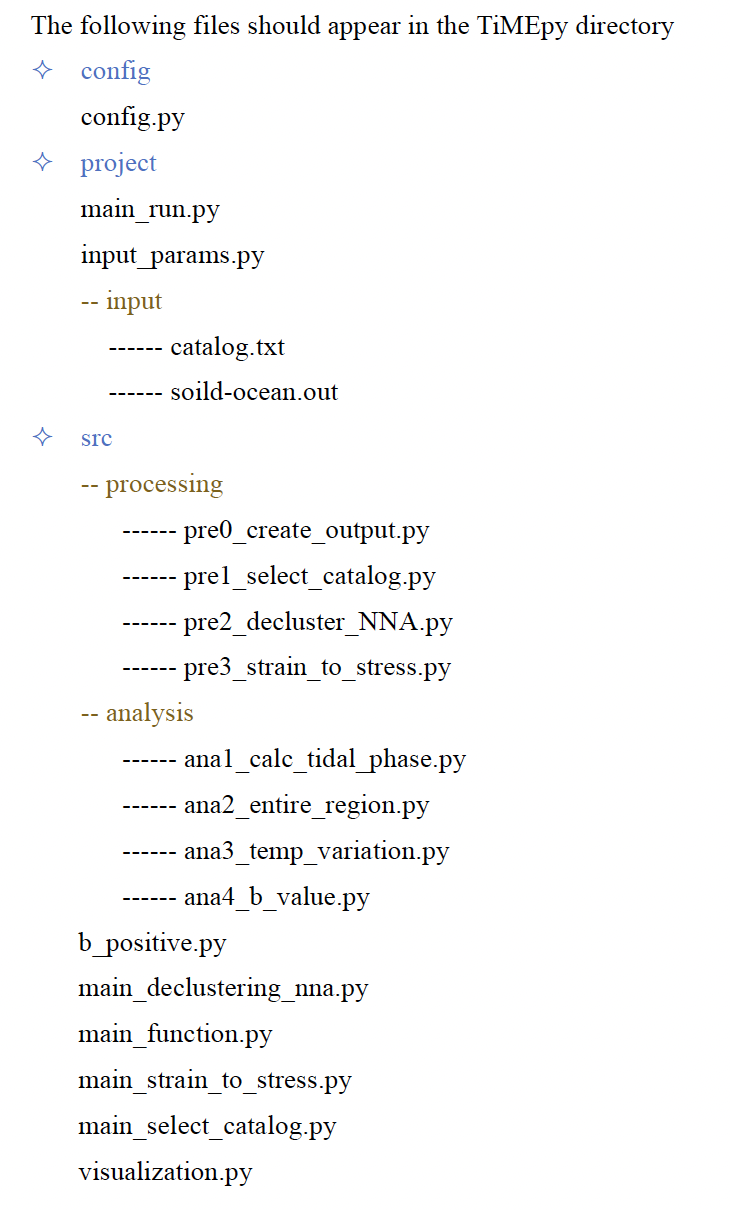 The following files should appear in the TiMEpy directory
✧ config
config.py
✧ project
main_run.py
input_params.py
-- input
------ catalog.txt
------ soild-ocean.out
✧ src
-- processing
------ pre0_create_output.py
------ pre1_select_catalog.py
------ pre2_decluster_NNA.py
------ pre3_strain_to_stress.py
-- analysis
------ ana1_calc_tidal_phase.py
------ ana2_entire_region.py
------ ana3_temp_variation.py
------ ana4_b_value.py
b_positive.py
main_declustering_nna.py
main_function.py
main_strain_to_stress.py
main_select_catalog.py
visualization.py